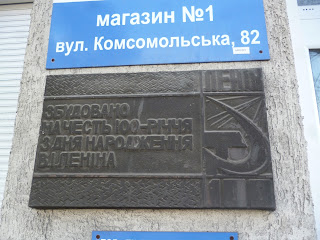 магазин №1
вул. Комсомольська, 82
ЗБУДОВАНО
НА ЧЕСТЬ 100-РІЧЧЯ
З ДНЯ НАРОДЖЕННЯ
В.І.ЛЕНІНА